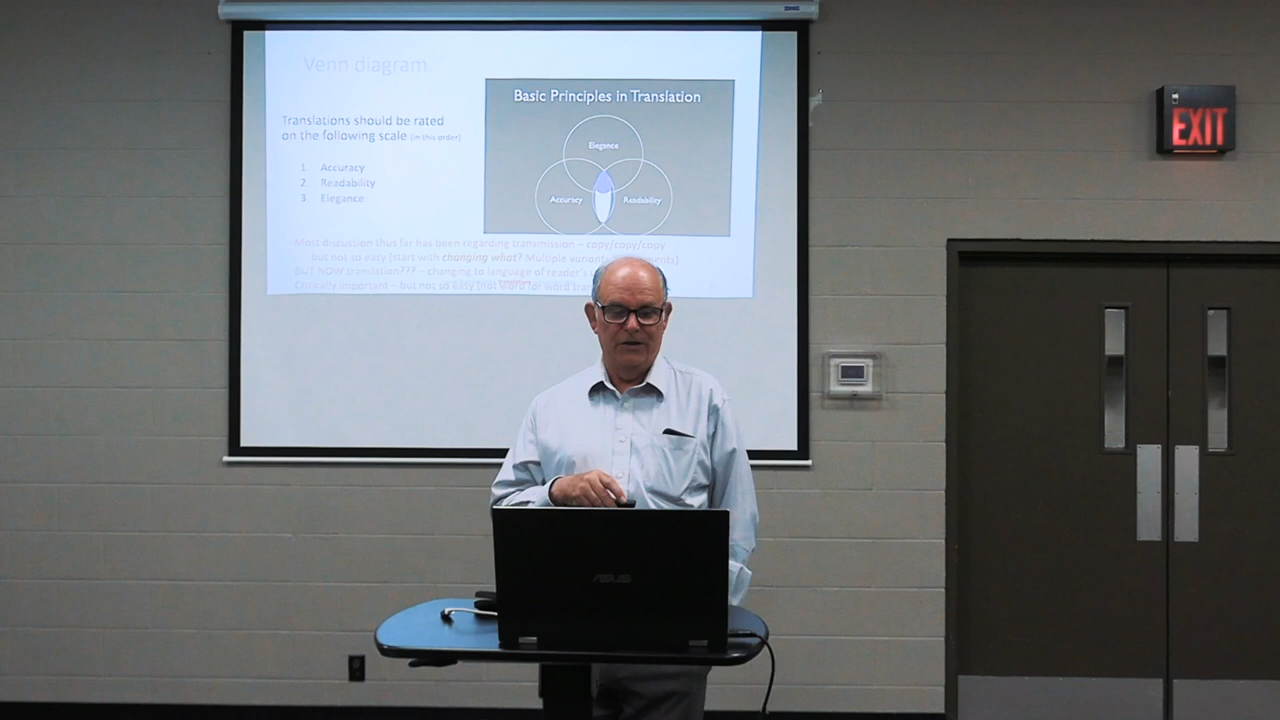 Venn diagram
Translations should be rated
on the following scale (in this order)
1. Accuracy
2. Readability
3. Elegance
Basic Principles in Translation
Elegance
Accuracy
Readability
Most discussion thus far has been regarding transmission – copy/copy/copy
but not so easy [start with changing what? Multiple
BUT NOW translation??? – changing to language of reader's
Critically important – but not so easy [not word for word
EXIT
ASUS